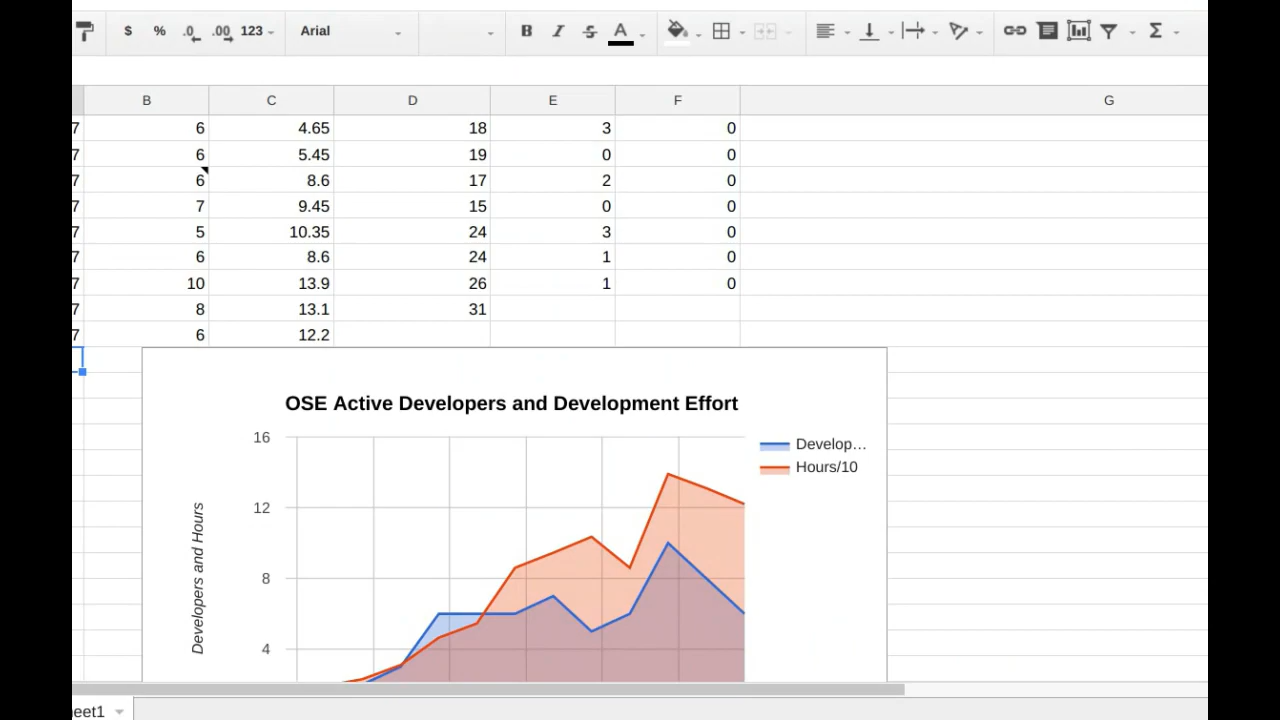 $ % .0 .00 123 Arial B I S A Σ
B C D E F G
7 6 4.65 18 3 0
7 6 5.45 19 0 0
7 6 8.6 17 2 0
7 7 9.45 15 0 0
7 5 10.35 24 3 0
7 6 8.6 24 1 0
7 10 13.9 26 1 0
7 8 13.1 31
7 6 12.2
OSE Active Developers and Development Effort
16
12
8
4
Developers and Hours
Develop...
Hours/10
eet1